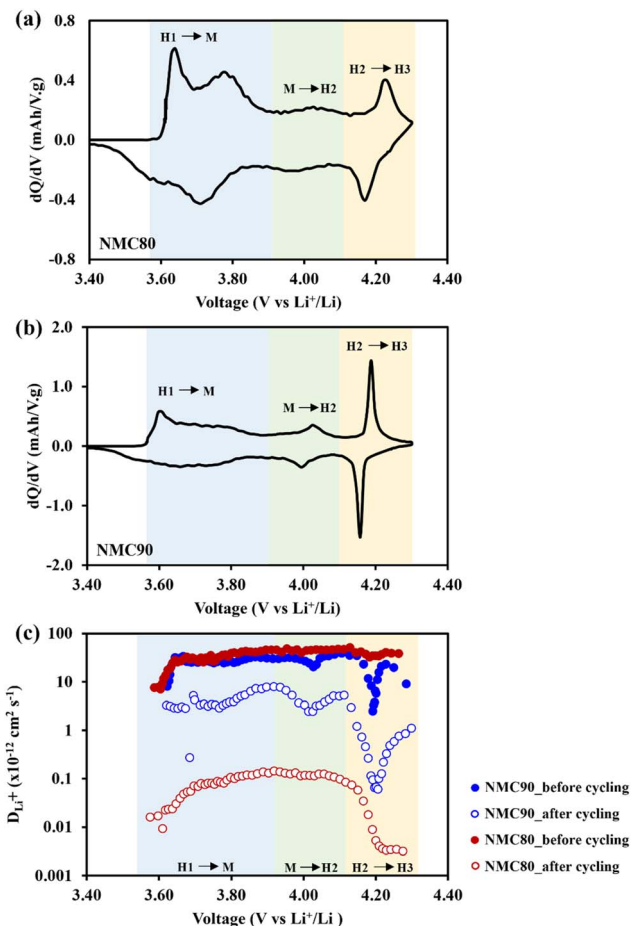 (a)
0.8
0.4
0.0
-0.4
-0.8
dQ/dV (mAh/V.g)
H1 → M
M → H2
H2 → H3
NMC80
3.40 3.60 3.80 4.00 4.20 4.40
Voltage (V vs Li⁺/Li)
(b)
2.0
1.0
0.0
-1.0
-2.0
dQ/dV (mAh/V.g)
H1 → M
M → H2
H2 → H3
NMC90
3.40 3.60 3.80 4.00 4.20 4.40
Voltage (V vs Li⁺/Li)
(c)
100
10
1
0.1
0.01
0.001
D_Li+ (x10⁻¹² cm² s⁻¹)
H1 → M M → H2 H2 → H3
3.40 3.60 3.80 4.00 4.20 4.40
Voltage (V vs Li⁺/Li )
NMC90_before cycling
NMC90_after cycling
NMC80_before cycling
NMC80_after cycling